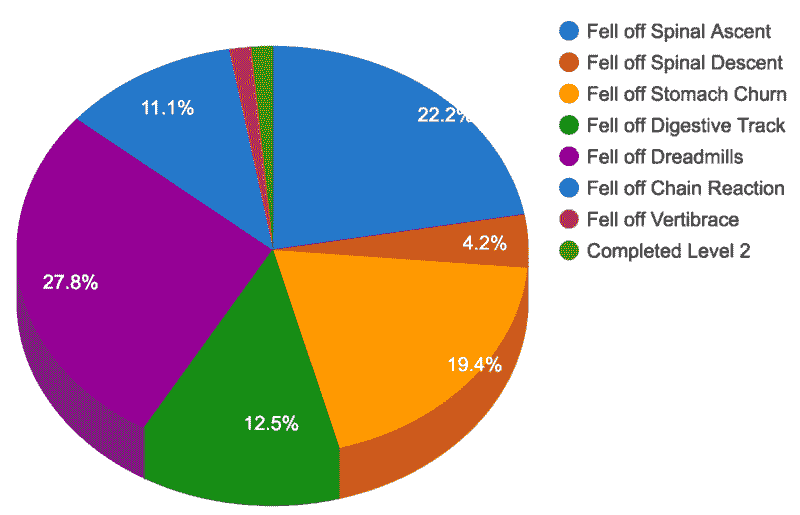 Fell off Spinal Ascent
Fell off Spinal Descent
Fell off Stomach Churn
Fell off Digestive Track
Fell off Dreadmills
Fell off Chain Reaction
Fell off Vertibrace
Completed Level 2
11.1%
22.2%
4.2%
27.8%
19.4%
12.5%